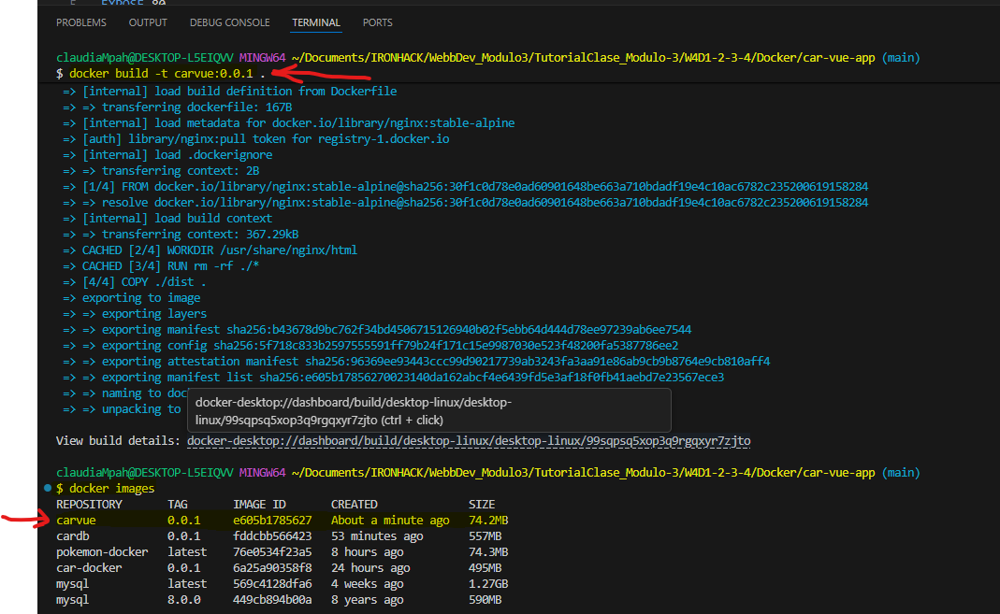 EXPOSE 80
PROBLEMS OUTPUT DEBUG CONSOLE TERMINAL PORTS
claudiaMpah@DESKTOP-L5EIQVV MINGW64 ~/Documents/IRONHACK/WebbDev_Modulo3/TutorialClase_Modulo-3/W4D1-2-3-4/Docker/car-vue-app (main)
$ docker build -t carvue:0.0.1 .
=> [internal] load build definition from Dockerfile
=> => transferring dockerfile: 167B
=> [internal] load metadata for docker.io/library/nginx:stable-alpine
=> [auth] library/nginx:pull token for registry-1.docker.io
=> [internal] load .dockerignore
=> => transferring context: 2B
=> [1/4] FROM docker.io/library/nginx:stable-alpine@sha256:30f1c0d78e0ad60901648be663a710bdadf19e4c10ac6782c235200619158284
=> => resolve docker.io/library/nginx:stable-alpine@sha256:30f1c0d78e0ad60901648be663a710bdadf19e4c10ac6782c235200619158284
=> [internal] load build context
=> => transferring context: 367.29kB
=> CACHED [2/4] WORKDIR /usr/share/nginx/html
=> CACHED [3/4] RUN rm -rf ./*
=> [4/4] COPY ./dist .
=> exporting to image
=> => exporting layers
=> => exporting manifest sha256:b43678d9bc762f34bd4506715126940b02f5ebb64d444d78ee97239ab6ee7544
=> => exporting config sha256:5f718c833b2597555591ff79b24f171c15e9987030e523f48200fa5387786ee2
=> => exporting attestation manifest sha256:96369ee93443ccc99d90217739ab3243fa3aa91e86ab9cb9b8764e9cb810aff4
=> => exporting manifest list sha256:e605b17856270023140da162abcf4e6439fd5e3af18f0fb41aebd7e23567ece3
=> => naming to doc
=> => unpacking to
docker-desktop://dashboard/build/desktop-linux/desktop-
linux/99sqpsq5xop3q9rgqxyr7zjto (ctrl + click)
View build details: docker-desktop://dashboard/build/desktop-linux/desktop-linux/99sqpsq5xop3q9rgqxyr7zjto
claudiaMpah@DESKTOP-L5EIQVV MINGW64 ~/Documents/IRONHACK/WebbDev_Modulo3/TutorialClase_Modulo-3/W4D1-2-3-4/Docker/car-vue-app (main)
$ docker images
REPOSITORY TAG IMAGE ID CREATED SIZE
carvue 0.0.1 e605b1785627 About a minute ago 74.2MB
cardb 0.0.1 fddcbb566423 53 minutes ago 557MB
pokemon-docker latest 76e0534f23a5 8 hours ago 74.3MB
car-docker 0.0.1 6a25a90358f8 24 hours ago 495MB
mysql latest 569c4128dfa6 4 weeks ago 1.27GB
mysql 8.0.0 449cb894b00a 8 years ago 590MB